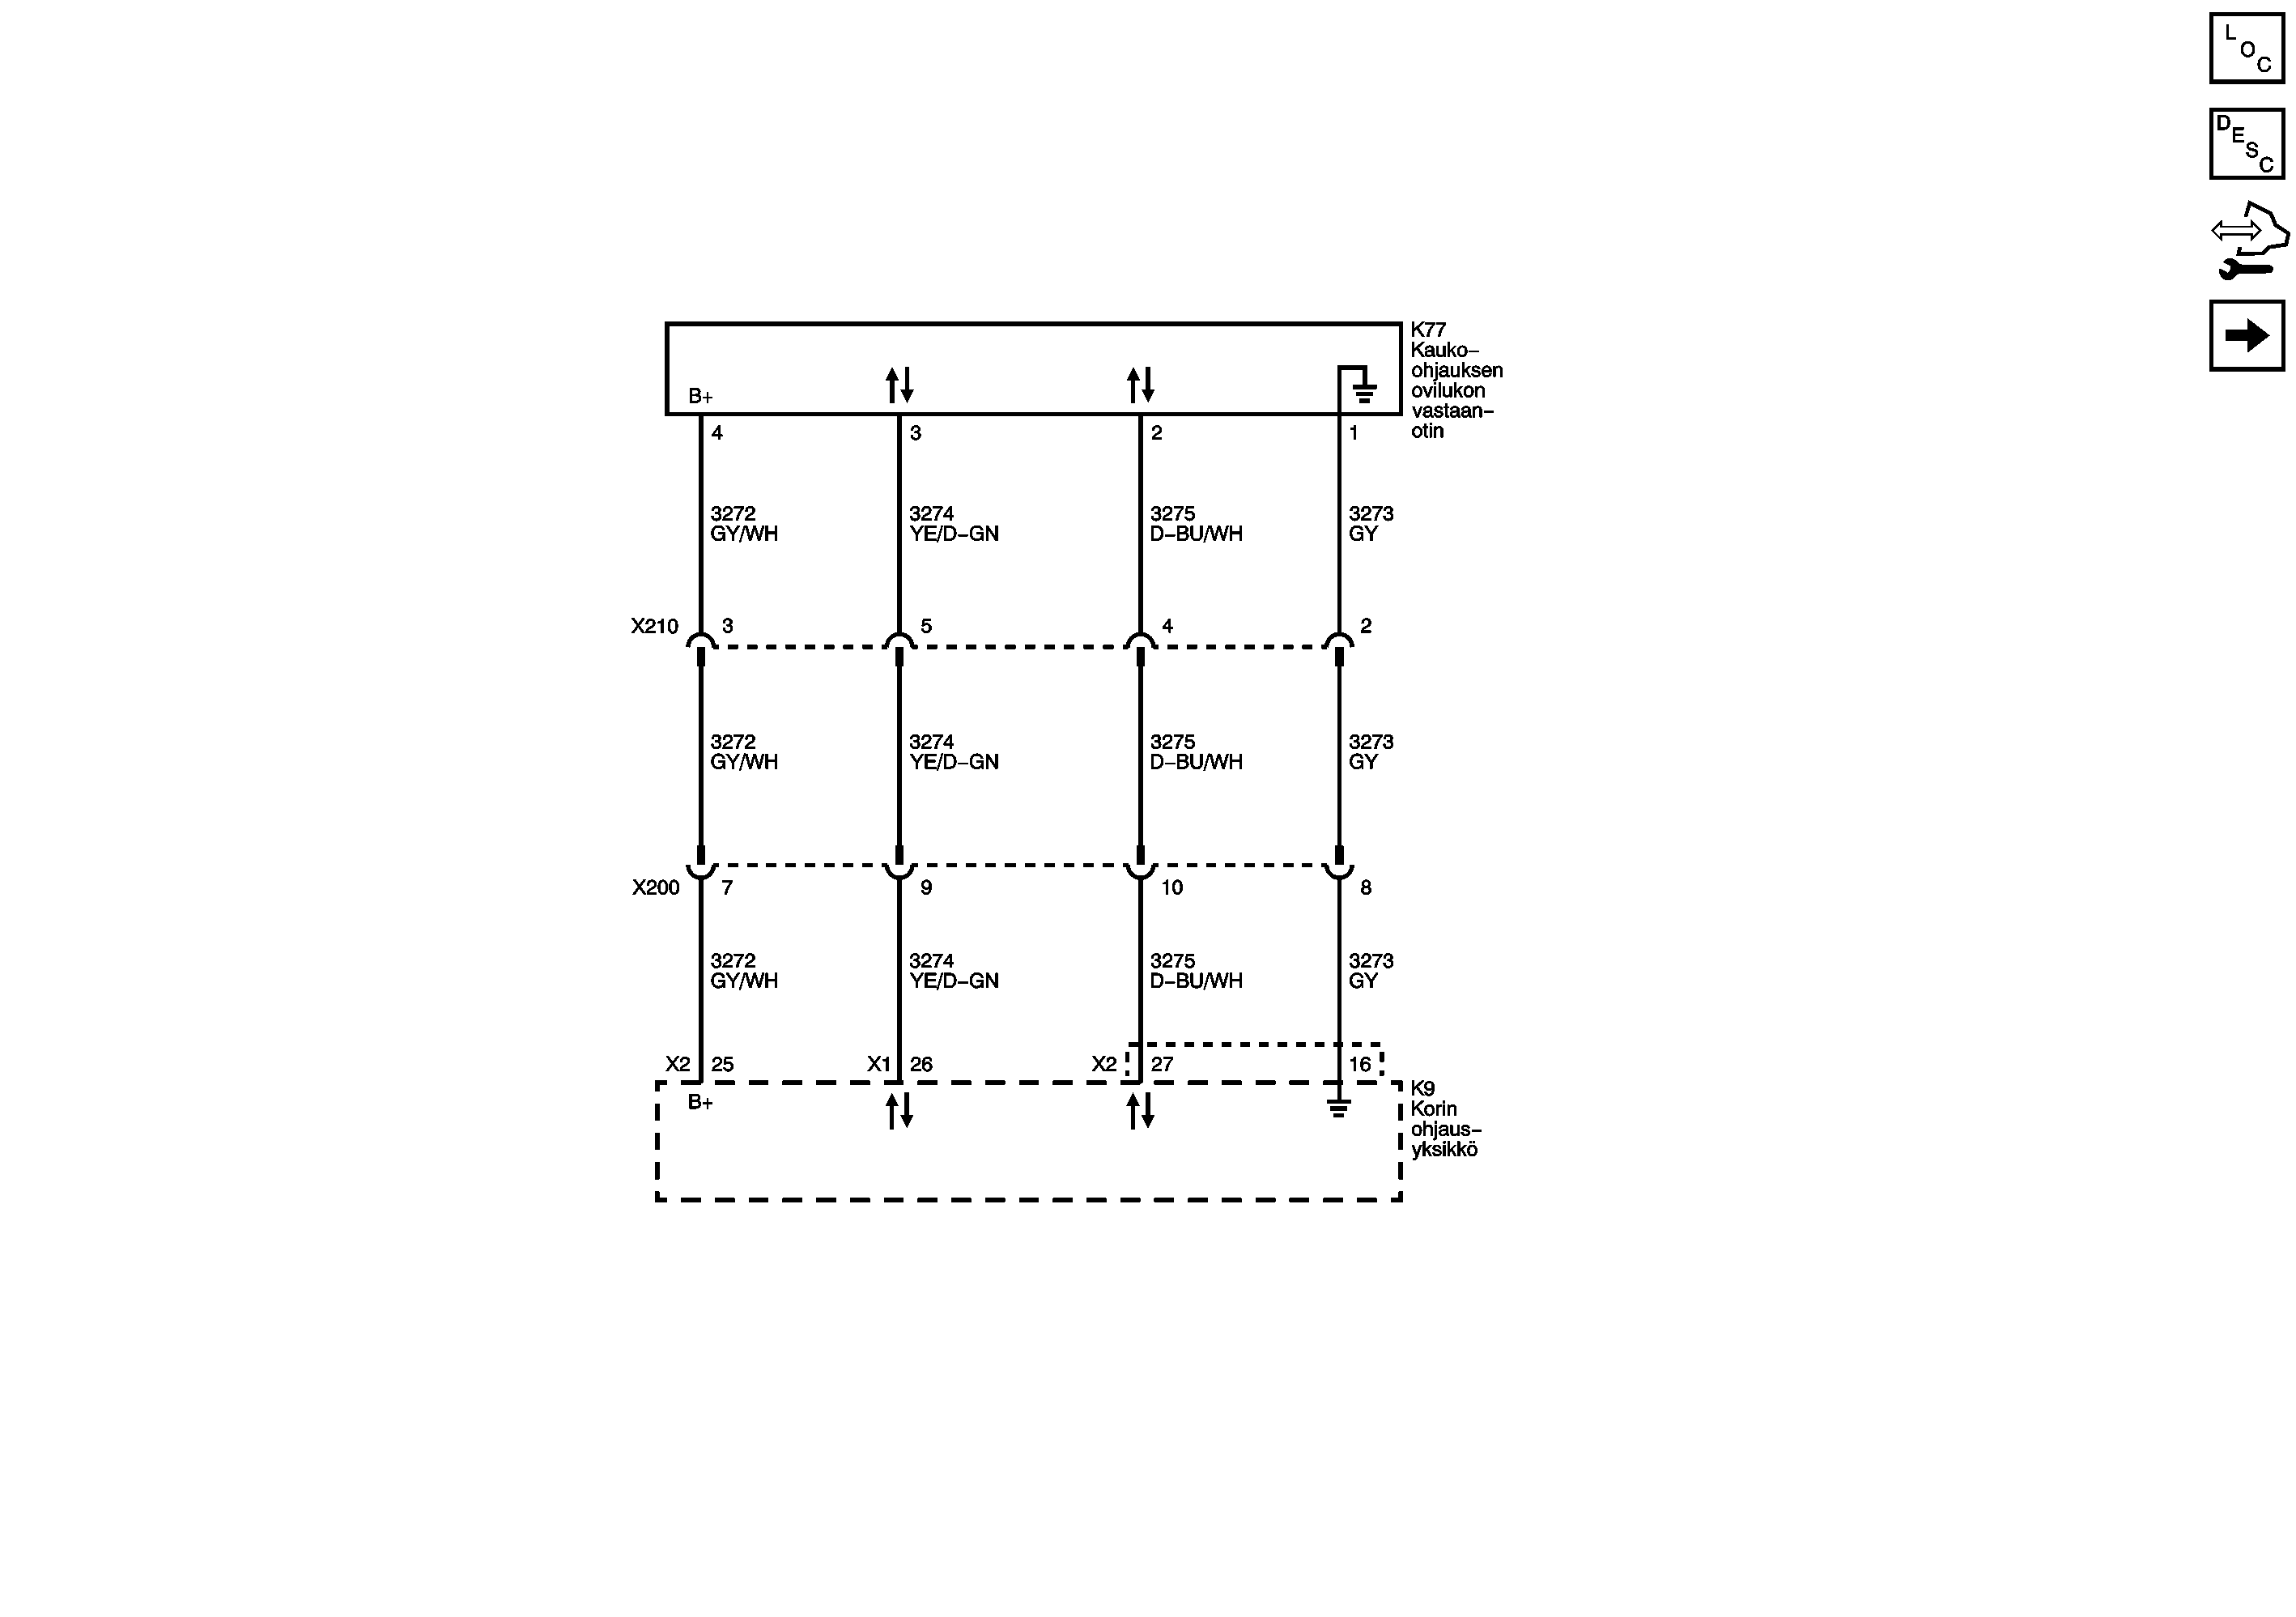 L
O
C
D
E
S
C
K77
Kauko–
ohjauksen
ovilukon
vastaan–
otin
B+
4 3 2 1
3272 3274 3275 3273
GY/WH YE/D–GN D–BU/WH GY
X210 3 5 4 2
3272 3274 3275 3273
GY/WH YE/D–GN D–BU/WH GY
X200 7 9 10 8
3272 3274 3275 3273
GY/WH YE/D–GN D–BU/WH GY
X2 25 X1 26 X2 27 16
B+
K9
Korin
ohjaus–
yksikkö